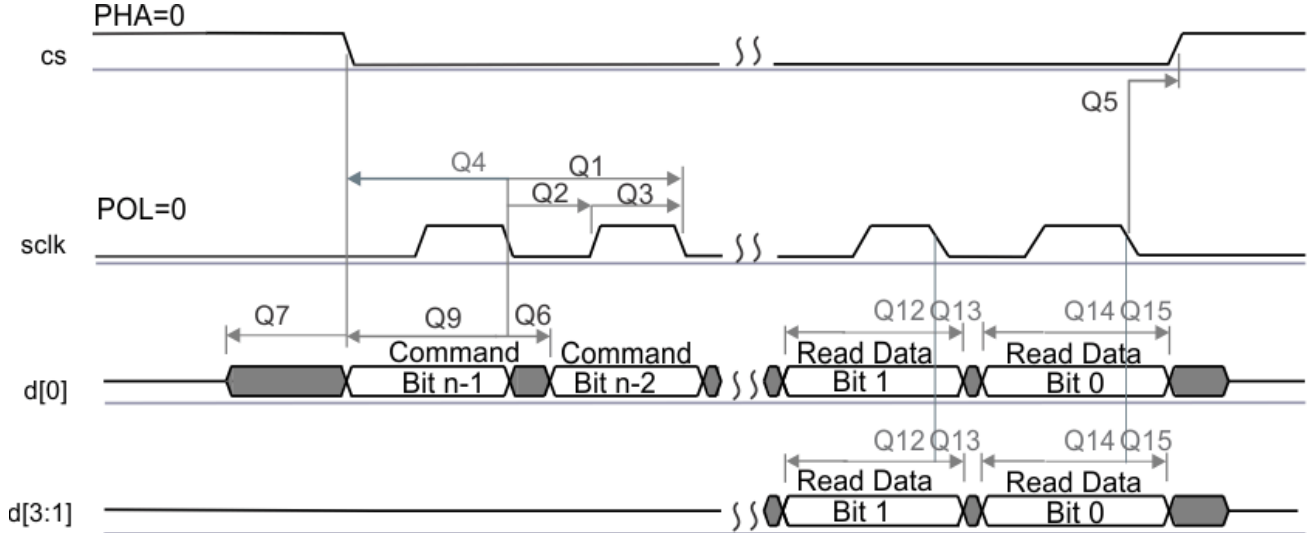 PHA=0
cs
Q5
Q4 Q1
Q2 Q3
POL=0
sclk
Q7 Q9 Q6 Q12 Q13 Q14 Q15
Command Command Read Data Read Data
d[0] Bit n-1 Bit n-2 Bit 1 Bit 0
Q12 Q13 Q14 Q15
Read Data Read Data
d[3:1] Bit 1 Bit 0